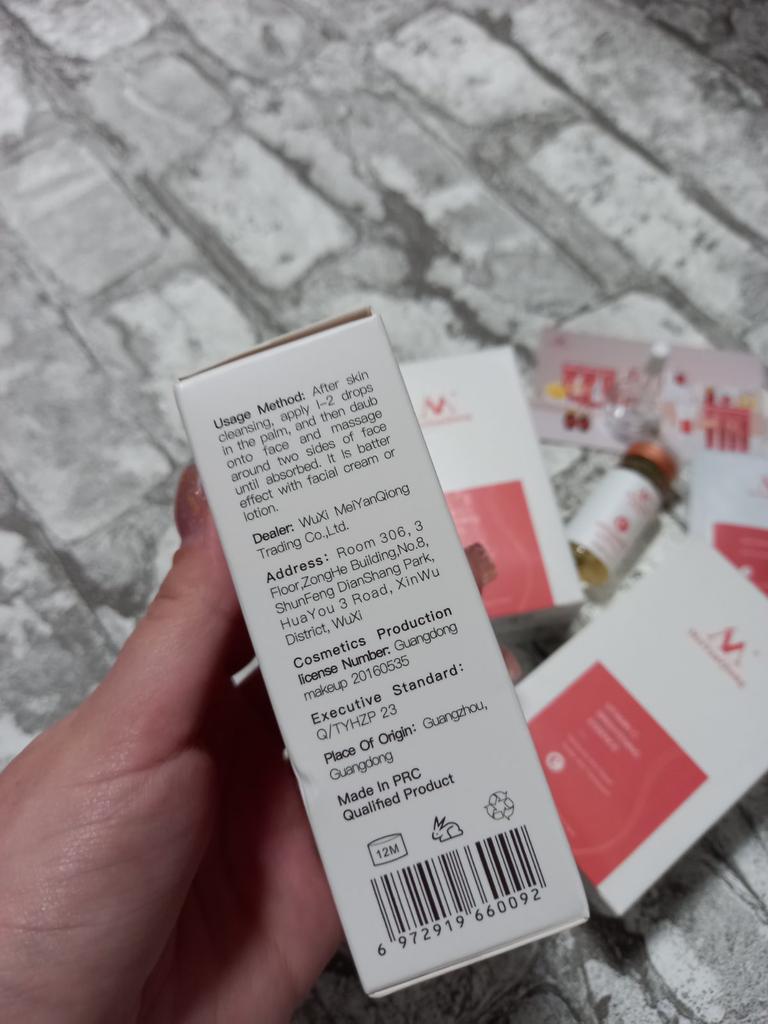 Usage Method: After skin
cleansing, apply 1-2 drops
in the palm, and then daub
onto face and massage
around two sides of face
until absorbed. It is batter
effect with facial cream or
lotion.
Dealer: WuXi MeiYanQiong
Trading Co.,Ltd.
Address: Room 306, 3
Floor,ZongHe Building,No.8,
ShunFeng DianShang Park,
HuaYou 3 Road, XinWu
District, WuXi
Cosmetics Production
license Number: Guangdong
makeup 20160535
Executive Standard:
Q/TYHZP 23
Place Of Origin: Guangzhou,
Guangdong
Made In PRC
Qualified Product
12M
6 972919 660092